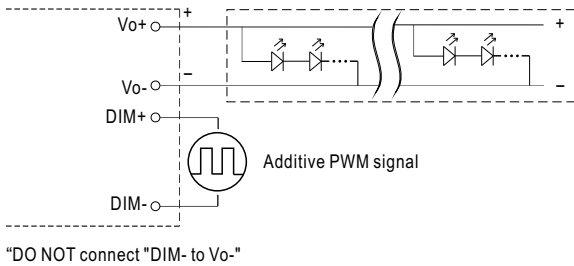 Vo+ + +
Vo- - -
DIM+
Additive PWM signal
DIM-
“DO NOT connect "DIM- to Vo-"